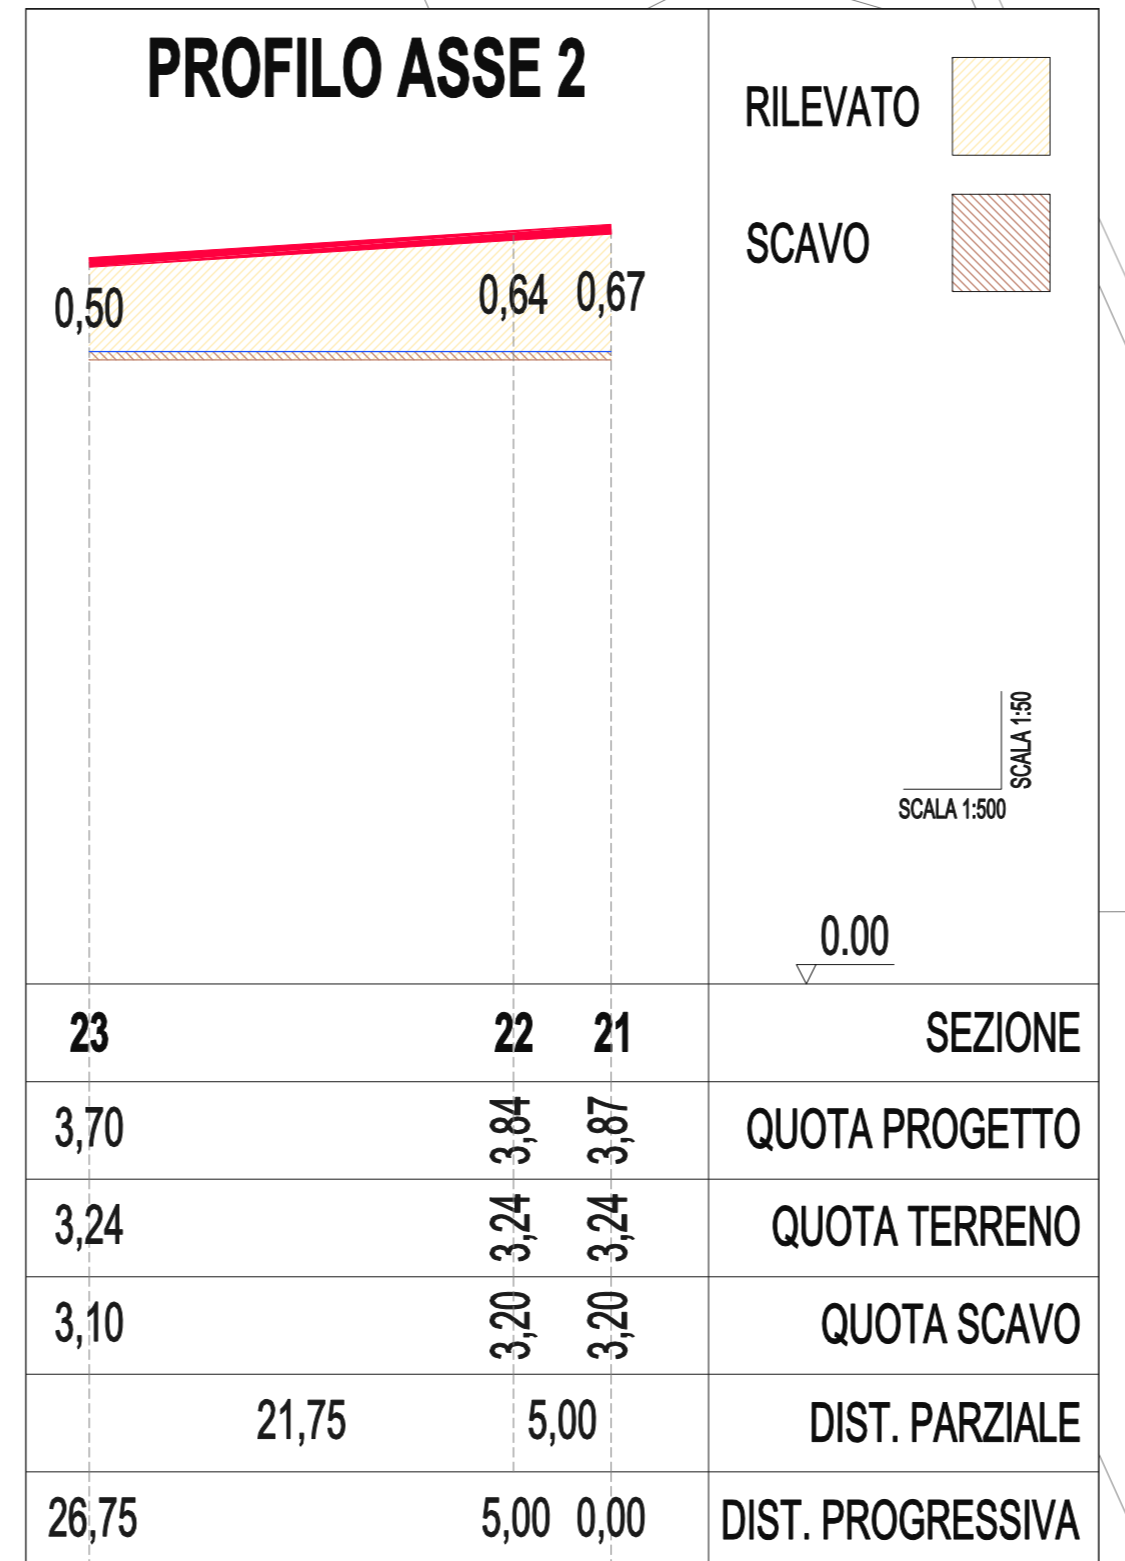 PROFILO ASSE 2
RILEVATO
SCAVO
0,50
0,64
0,67
SCALA 1:50
SCALA 1:500
0.00
23 22 21 SEZIONE
3,70 3,84 3,87 QUOTA PROGETTO
3,24 3,24 3,24 QUOTA TERRENO
3,10 3,20 3,20 QUOTA SCAVO
21,75 5,00 DIST. PARZIALE
26,75 5,00 0,00 DIST. PROGRESSIVA